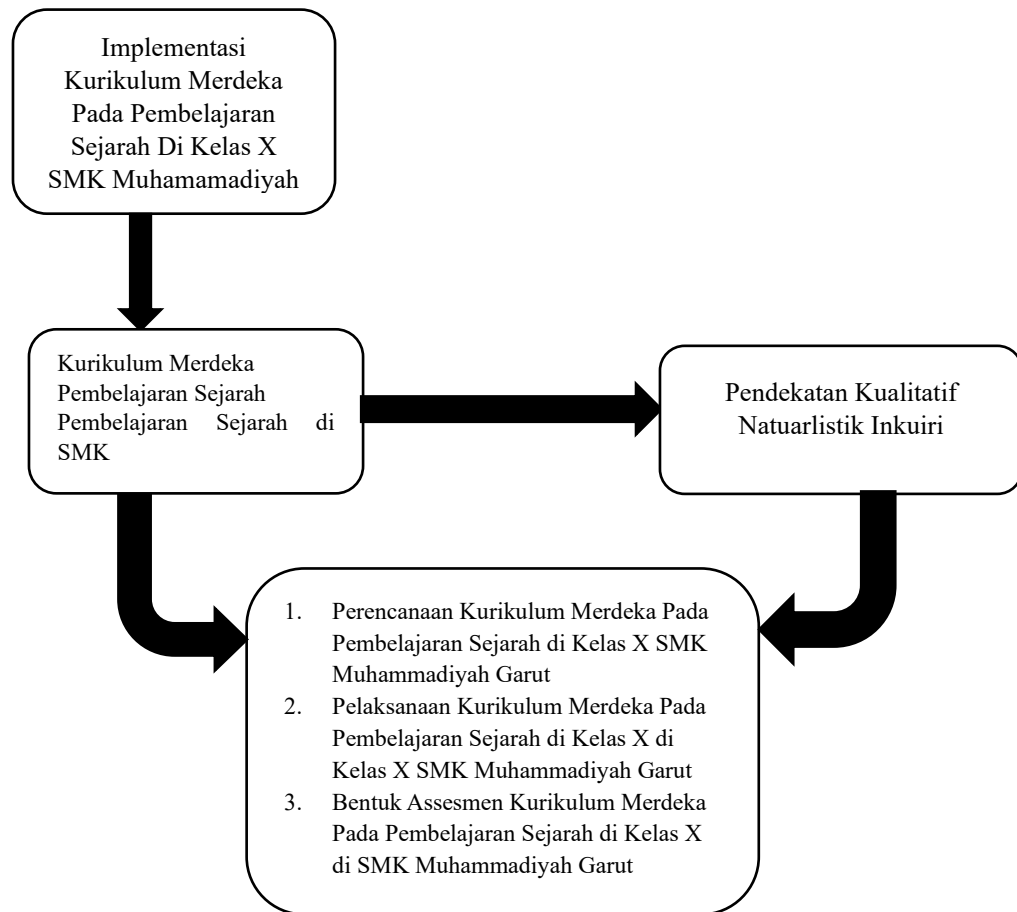 Implementasi
Kurikulum Merdeka
Pada Pembelajaran
Sejarah Di Kelas X
SMK Muhamamadiyah
Kurikulum Merdeka
Pembelajaran Sejarah
Pembelajaran Sejarah di
SMK
Pendekatan Kualitatif
Natuarlistik Inkuiri
1. Perencanaan Kurikulum Merdeka Pada
Pembelajaran Sejarah di Kelas X SMK
Muhammadiyah Garut
2. Pelaksanaan Kurikulum Merdeka Pada
Pembelajaran Sejarah di Kelas X di
Kelas X SMK Muhammadiyah Garut
3. Bentuk Assesmen Kurikulum Merdeka
Pada Pembelajaran Sejarah di Kelas X
di SMK Muhammadiyah Garut